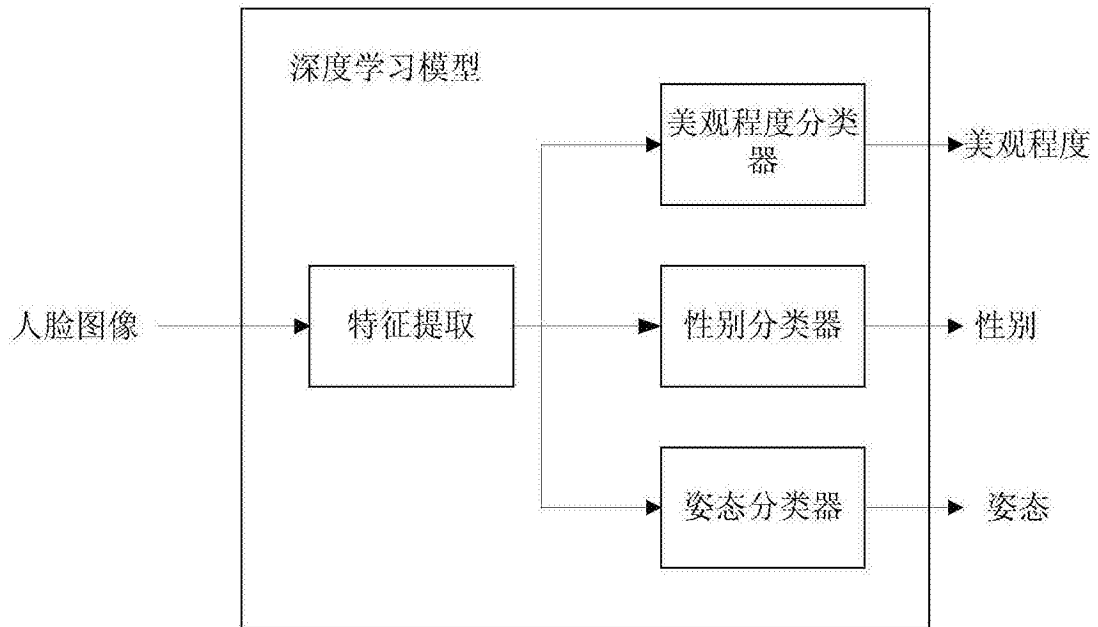 深度学习模型
美观程度分类
器
美观程度
人脸图像
特征提取
性别分类器
性别
姿态分类器
姿态